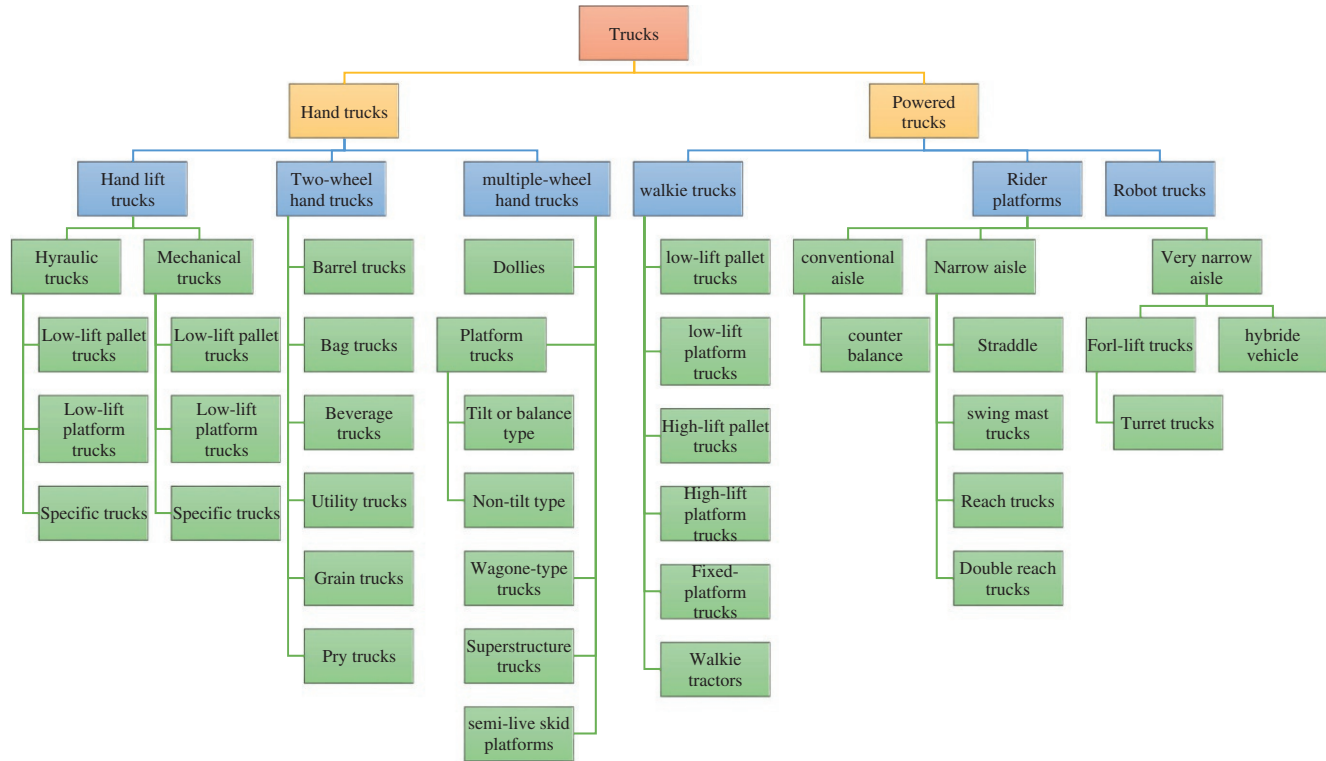 Trucks
Hand trucks
Powered
trucks
Hand lift
trucks
Two-wheel
hand trucks
multiple-wheel
hand trucks
walkie trucks
Rider
platforms
Robot trucks
Hyraulic
trucks
Mechanical
trucks
Low-lift pallet
trucks
Low-lift
platform
trucks
Specific trucks
Low-lift pallet
trucks
Low-lift
platform
trucks
Specific trucks
Barrel trucks
Bag trucks
Beverage
trucks
Utility trucks
Grain trucks
Pry trucks
Dollies
Platform
trucks
Tilt or balance
type
Non-tilt type
Wagone-type
trucks
Superstructure
trucks
semi-live skid
platforms
low-lift pallet
trucks
low-lift
platform
trucks
High-lift pallet
trucks
High-lift
platform
trucks
Fixed-
platform
trucks
Walkie
tractors
conventional
aisle
counter
balance
Narrow aisle
Straddle
swing mast
trucks
Reach trucks
Double reach
trucks
Very narrow
aisle
Forl-lift trucks
Turret trucks
hybride
vehicle